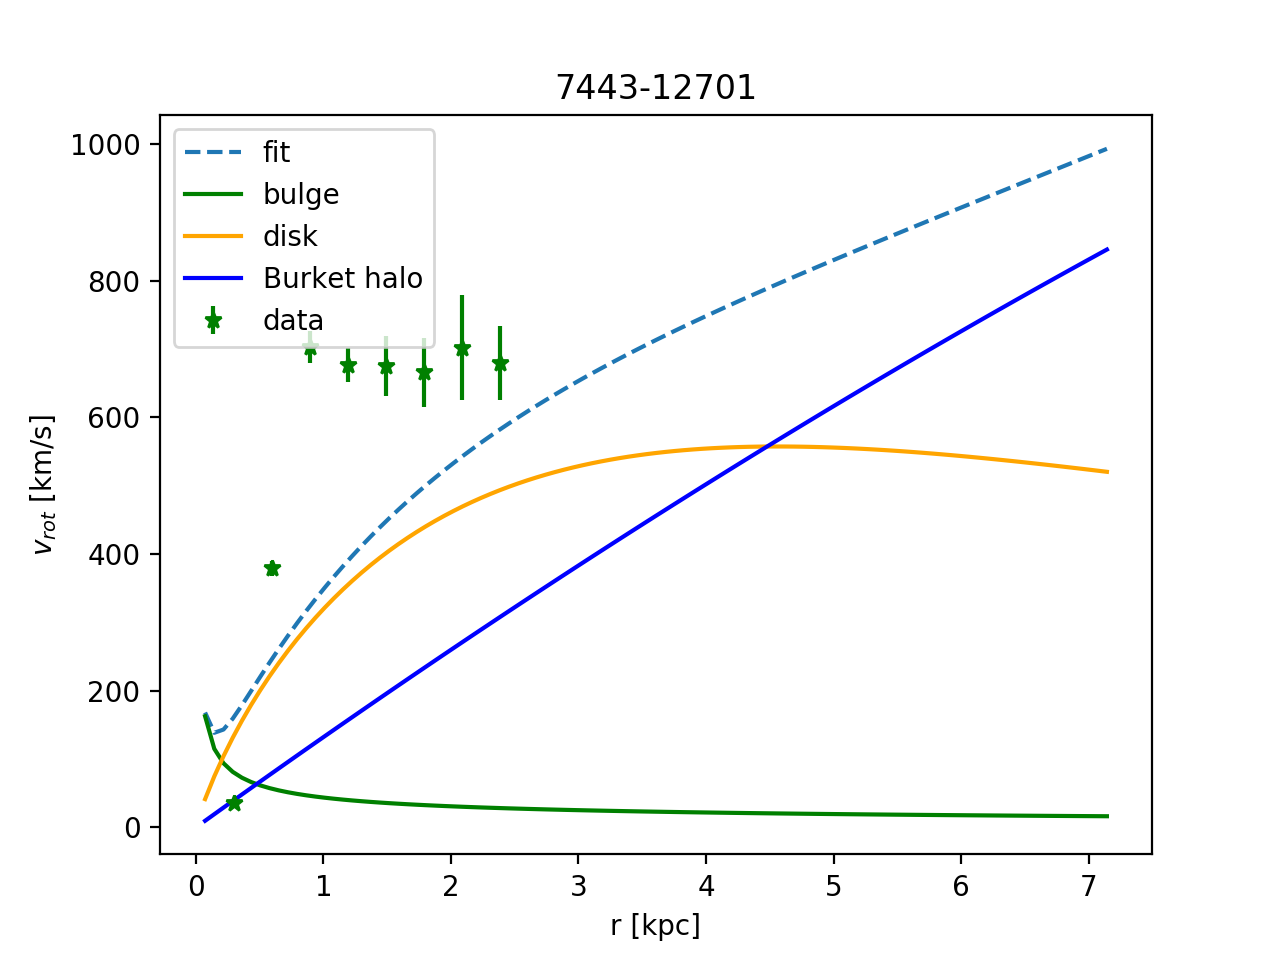 7443-12701
1000
800
600
400
200
0
v_rot [km/s]
fit
bulge
disk
Burket halo
data
0 1 2 3 4 5 6 7
r [kpc]